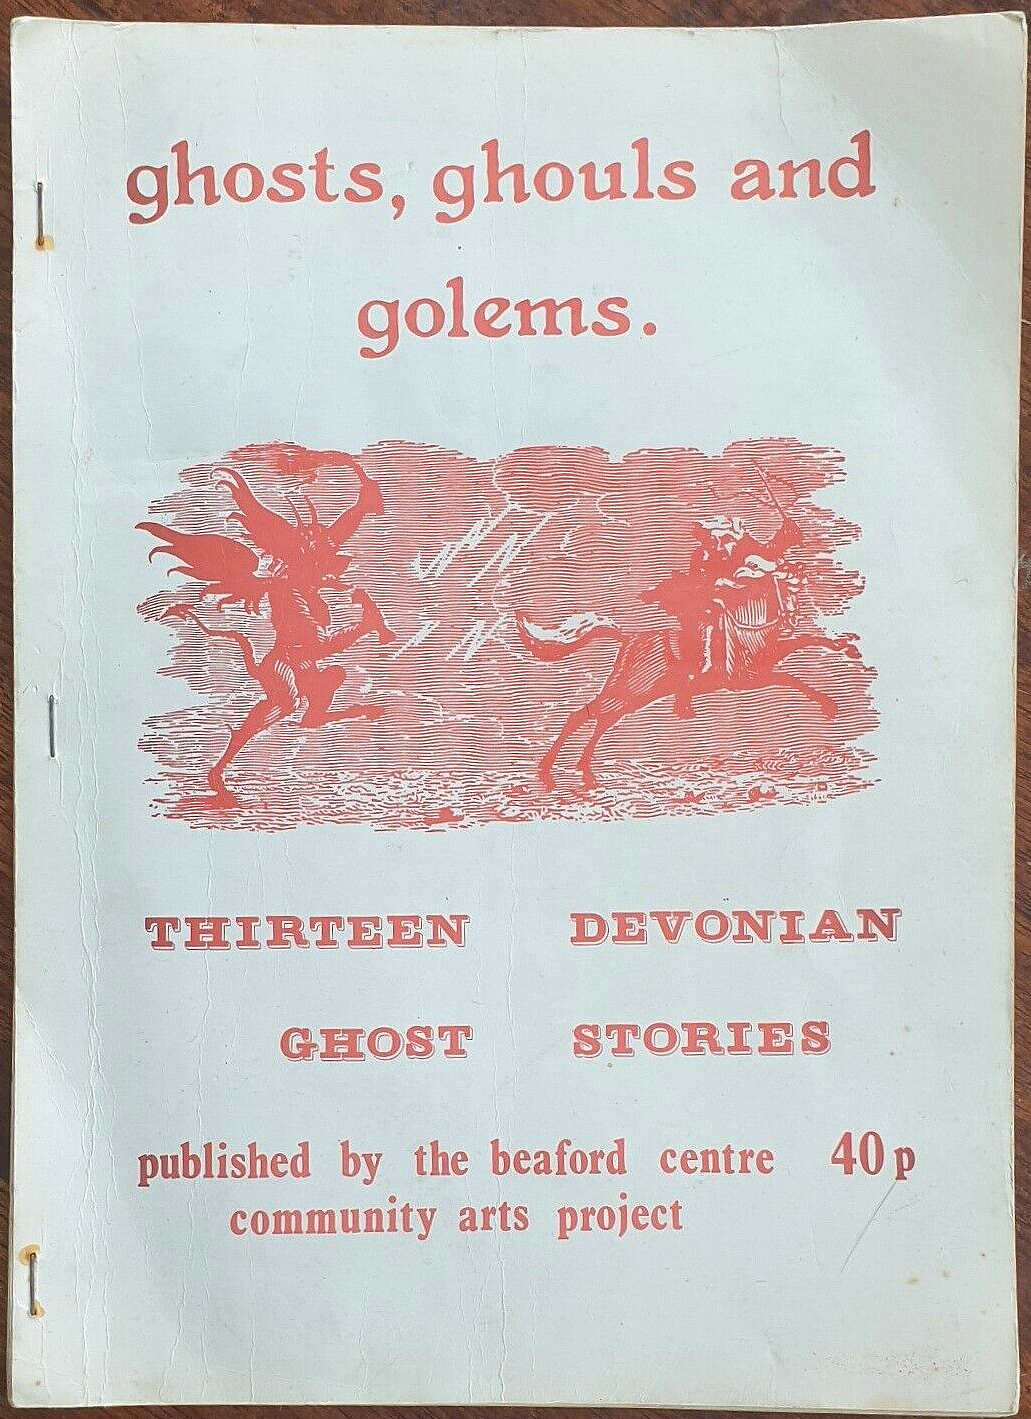 ghosts, ghouls and
golems.
THIRTEEN DEVONIAN
GHOST STORIES
published by the beaford centre 40p
community arts project